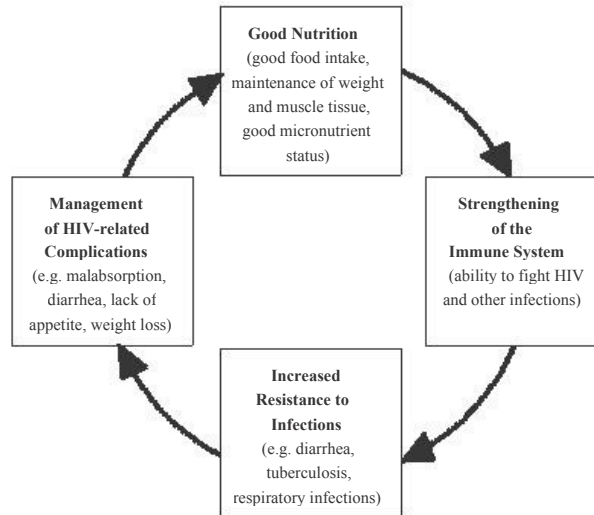 Good Nutrition
(good food intake,
maintenance of weight
and muscle tissue,
good micronutrient
status)
Strengthening
of the
Immune System
(ability to fight HIV
and other infections)
Increased
Resistance to
Infections
(e.g. diarrhea,
tuberculosis,
respiratory infections)
Management
of HIV-related
Complications
(e.g. malabsorption,
diarrhea, lack of
appetite, weight loss)